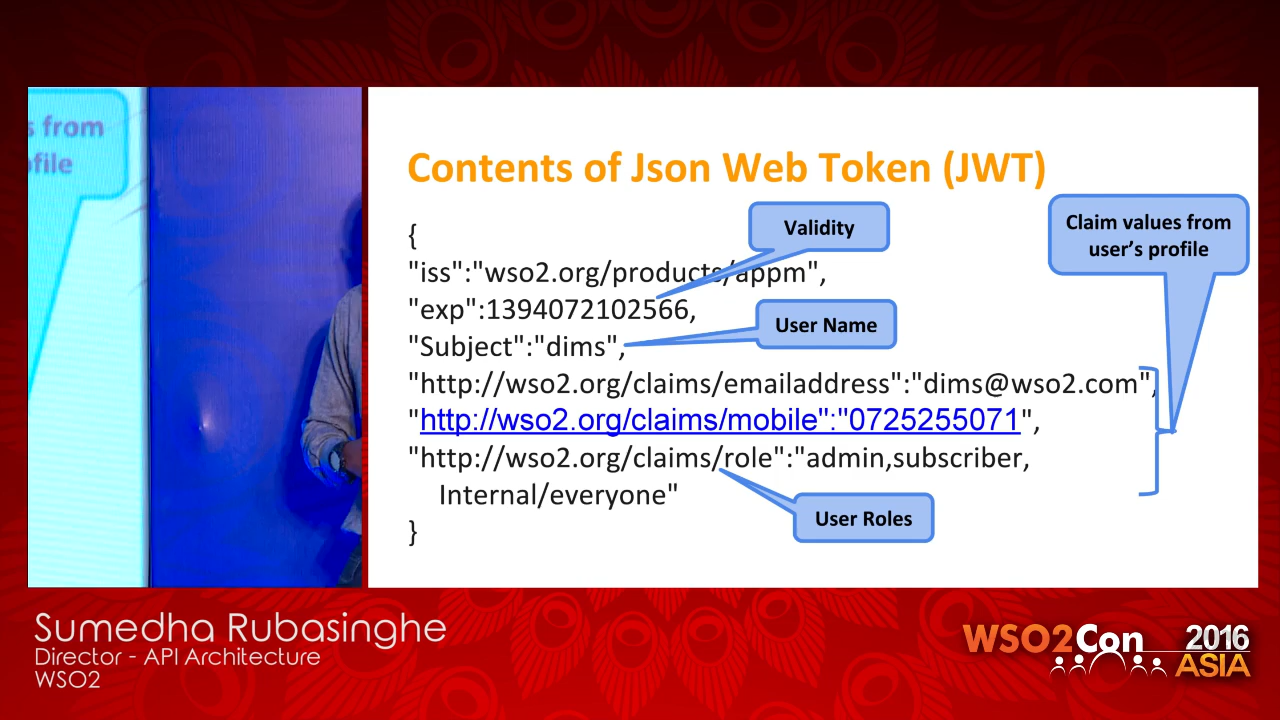 s from
file
Contents of Json Web Token (JWT)
Validity
Claim values from
user's profile
{
"iss":"wso2.org/products/appm",
"exp":1394072102566,
User Name
"Subject":"dims",
"http://wso2.org/claims/emailaddress":"dims@wso2.com",
"http://wso2.org/claims/mobile":"0725255071",
"http://wso2.org/claims/role":"admin,subscriber,
Internal/everyone"
User Roles
}
Sumedha Rubasinghe
Director - API Architecture
WSO2
WSO2Con 2016
ASIA